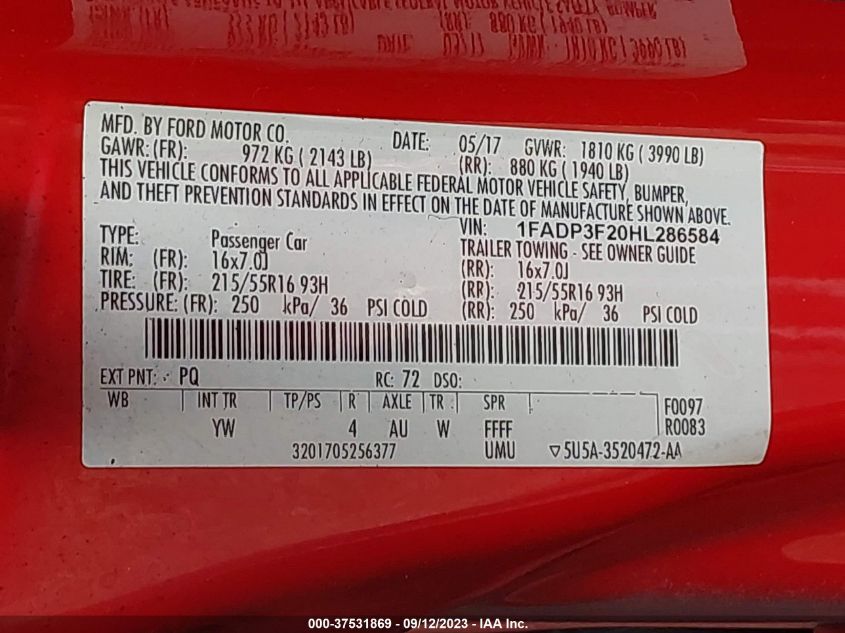 MFD. BY FORD MOTOR CO. DATE: 05/17 GVWR: 1810 KG ( 3990 LB)
GAWR: (FR): 972 KG ( 2143 LB) (RR): 880 KG ( 1940 LB)
THIS VEHICLE CONFORMS TO ALL APPLICABLE FEDERAL MOTOR VEHICLE SAFETY, BUMPER,
AND THEFT PREVENTION STANDARDS IN EFFECT ON THE DATE OF MANUFACTURE SHOWN ABOVE.
VIN: 1FADP3F20HL286584
TYPE: Passenger Car TRAILER TOWING - SEE OWNER GUIDE
RIM: (FR): 16x7.0J (RR): 16x7.0J
TIRE: (FR): 215/55R16 93H (RR): 215/55R16 93H
PRESSURE: (FR): 250 kPa/ 36 PSI COLD (RR): 250 kPa/ 36 PSI COLD
EXT PNT: PQ RC: 72 DSO:
WB INT TR TP/PS R AXLE TR SPR F0097
YW 4 AU W FFFF R0083
3201705256377 UMU ▽5U5A-3520472-AA
000-37531869 - 09/12/2023 - IAA Inc.